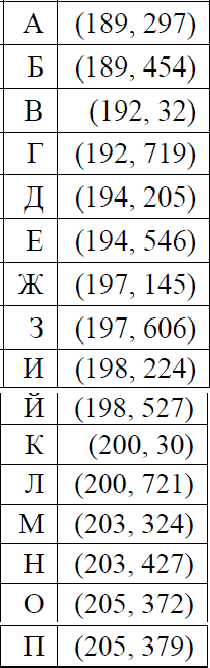 А (189, 297)
Б (189, 454)
В (192, 32)
Г (192, 719)
Д (194, 205)
Е (194, 546)
Ж (197, 145)
З (197, 606)
И (198, 224)
Й (198, 527)
К (200, 30)
Л (200, 721)
М (203, 324)
Н (203, 427)
О (205, 372)
П (205, 379)